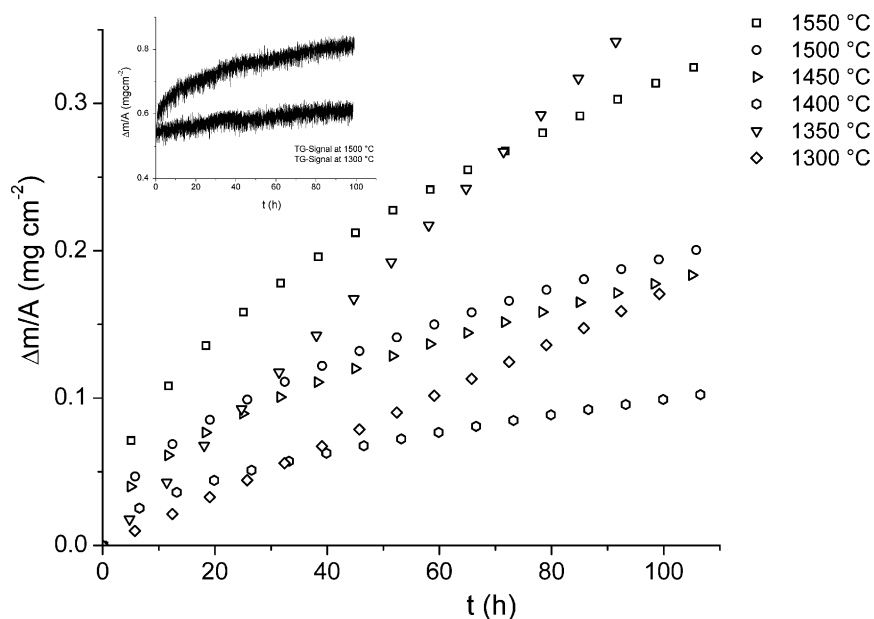 1550 °C
1500 °C
1450 °C
1400 °C
1350 °C
1300 °C
0.8
0.6
0.4
Δm/A (mgcm⁻²)
TG-Signal at 1500 °C
TG-Signal at 1300 °C
0 20 40 60 80 100
t (h)
0.3
0.2
0.1
0.0
Δm/A (mg cm⁻²)
0 20 40 60 80 100
t (h)